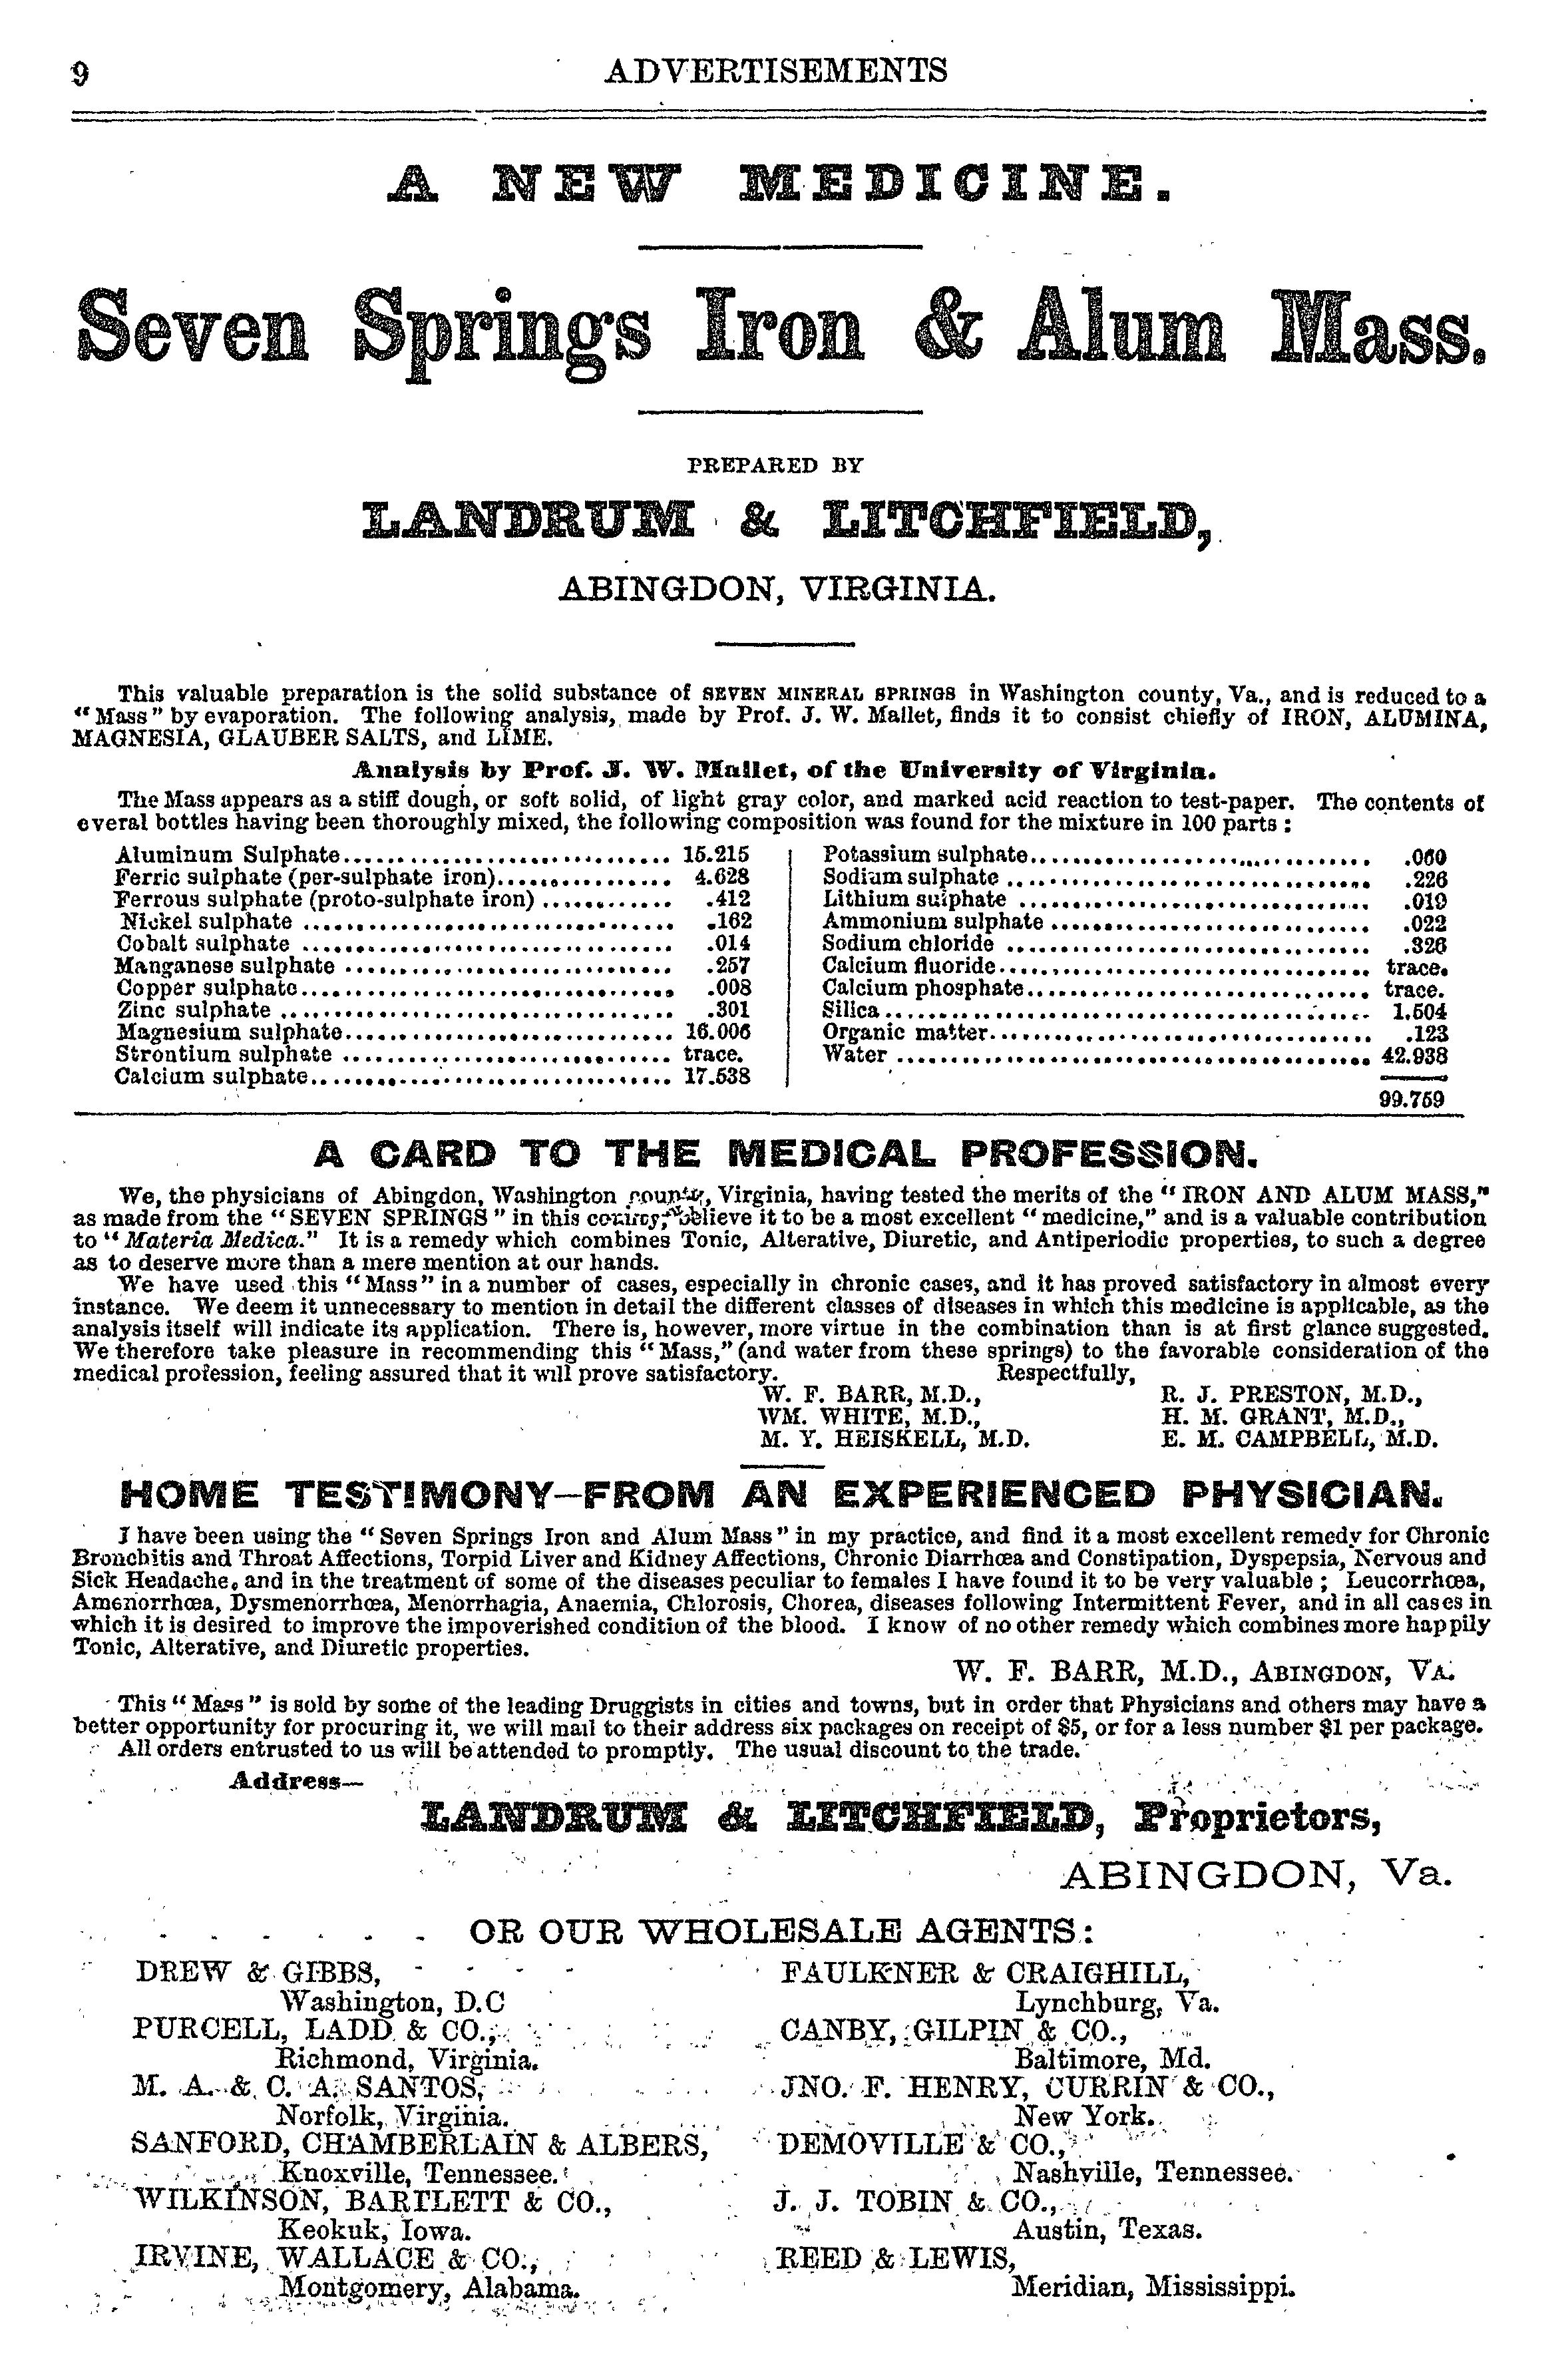 9 ADVERTISEMENTS
A NEW MEDICINE.
Seven Springs Iron & Alum Mass.
PREPARED BY
LANDRUM & LITCHFIELD,
ABINGDON, VIRGINIA.
This valuable preparation is the solid substance of SEVEN MINERAL SPRINGS in Washington county, Va., and is reduced to a
"Mass" by evaporation. The following analysis, made by Prof. J. W. Mallet, finds it to consist chiefly of IRON, ALUMINA,
MAGNESIA, GLAUBER SALTS, and LIME.
Analysis by Prof. J. W. Mallet, of the University of Virginia.
The Mass appears as a stiff dough, or soft solid, of light gray color, and marked acid reaction to test-paper. The contents of
everal bottles having been thoroughly mixed, the following composition was found for the mixture in 100 parts :
Aluminum Sulphate 15.215
Ferric sulphate (per-sulphate iron) 4.628
Ferrous sulphate (proto-sulphate iron) .412
Nickel sulphate .162
Cobalt sulphate .014
Manganese sulphate .257
Copper sulphate .008
Zinc sulphate .301
Magnesium sulphate 16.006
Strontium sulphate trace.
Calcium sulphate 17.538
Potassium sulphate .060
Sodium sulphate .226
Lithium sulphate .019
Ammonium sulphate .022
Sodium chloride .326
Calcium fluoride trace.
Calcium phosphate trace.
Silica 1.504
Organic matter .123
Water 42.938
99.759
A CARD TO THE MEDICAL PROFESSION.
We, the physicians of Abingdon, Washington county, Virginia, having tested the merits of the "IRON AND ALUM MASS,"
as made from the "SEVEN SPRINGS" in this county, believe it to be a most excellent "medicine," and is a valuable contribution
to "Materia Medica." It is a remedy which combines Tonic, Alterative, Diuretic, and Antiperiodic properties, to such a degree
as to deserve more than a mere mention at our hands.
We have used this "Mass" in a number of cases, especially in chronic cases, and it has proved satisfactory in almost every
instance. We deem it unnecessary to mention in detail the different classes of diseases in which this medicine is applicable, as the
analysis itself will indicate its application. There is, however, more virtue in the combination than is at first glance suggested.
We therefore take pleasure in recommending this "Mass," (and water from these springs) to the favorable consideration of the
medical profession, feeling assured that it will prove satisfactory. Respectfully,
W. F. BARR, M.D., R. J. PRESTON, M.D.,
WM. WHITE, M.D., H. M. GRANT, M.D.,
M. Y. HEISKELL, M.D. E. M. CAMPBELL, M.D.
HOME TESTIMONY—FROM AN EXPERIENCED PHYSICIAN.
I have been using the "Seven Springs Iron and Alum Mass" in my practice, and find it a most excellent remedy for Chronic
Bronchitis and Throat Affections, Torpid Liver and Kidney Affections, Chronic Diarrhœa and Constipation, Dyspepsia, Nervous and
Sick Headache, and in the treatment of some of the diseases peculiar to females I have found it to be very valuable ; Leucorrhœa,
Amenorrhœa, Dysmenorrhœa, Menorrhagia, Anaemia, Chlorosis, Chorea, diseases following Intermittent Fever, and in all cases in
which it is desired to improve the impoverished condition of the blood. I know of no other remedy which combines more happily
Tonic, Alterative, and Diuretic properties.
W. F. BARR, M.D., ABINGDON, VA.
This "Mass" is sold by some of the leading Druggists in cities and towns, but in order that Physicians and others may have a
better opportunity for procuring it, we will mail to their address six packages on receipt of $5, or for a less number $1 per package.
All orders entrusted to us will be attended to promptly. The usual discount to the trade.
Address—
LANDRUM & LITCHFIELD, Proprietors,
ABINGDON, Va.
OR OUR WHOLESALE AGENTS:
DREW & GIBBS,
Washington, D.C
PURCELL, LADD & CO.,
Richmond, Virginia.
M. A. & C. A. SANTOS,
Norfolk, Virginia.
SANFORD, CHAMBERLAIN & ALBERS,
Knoxville, Tennessee.
WILKINSON, BARTLETT & CO.,
Keokuk, Iowa.
IRVINE, WALLACE & CO.,
Montgomery, Alabama.
FAULKNER & CRAIGHILL,
Lynchburg, Va.
CANBY, GILPIN & CO.,
Baltimore, Md.
JNO. F. HENRY, CURRIN & CO.,
New York.
DEMOVILLE & CO.,
Nashville, Tennessee.
J. J. TOBIN & CO.,
Austin, Texas.
REED & LEWIS,
Meridian, Mississippi.